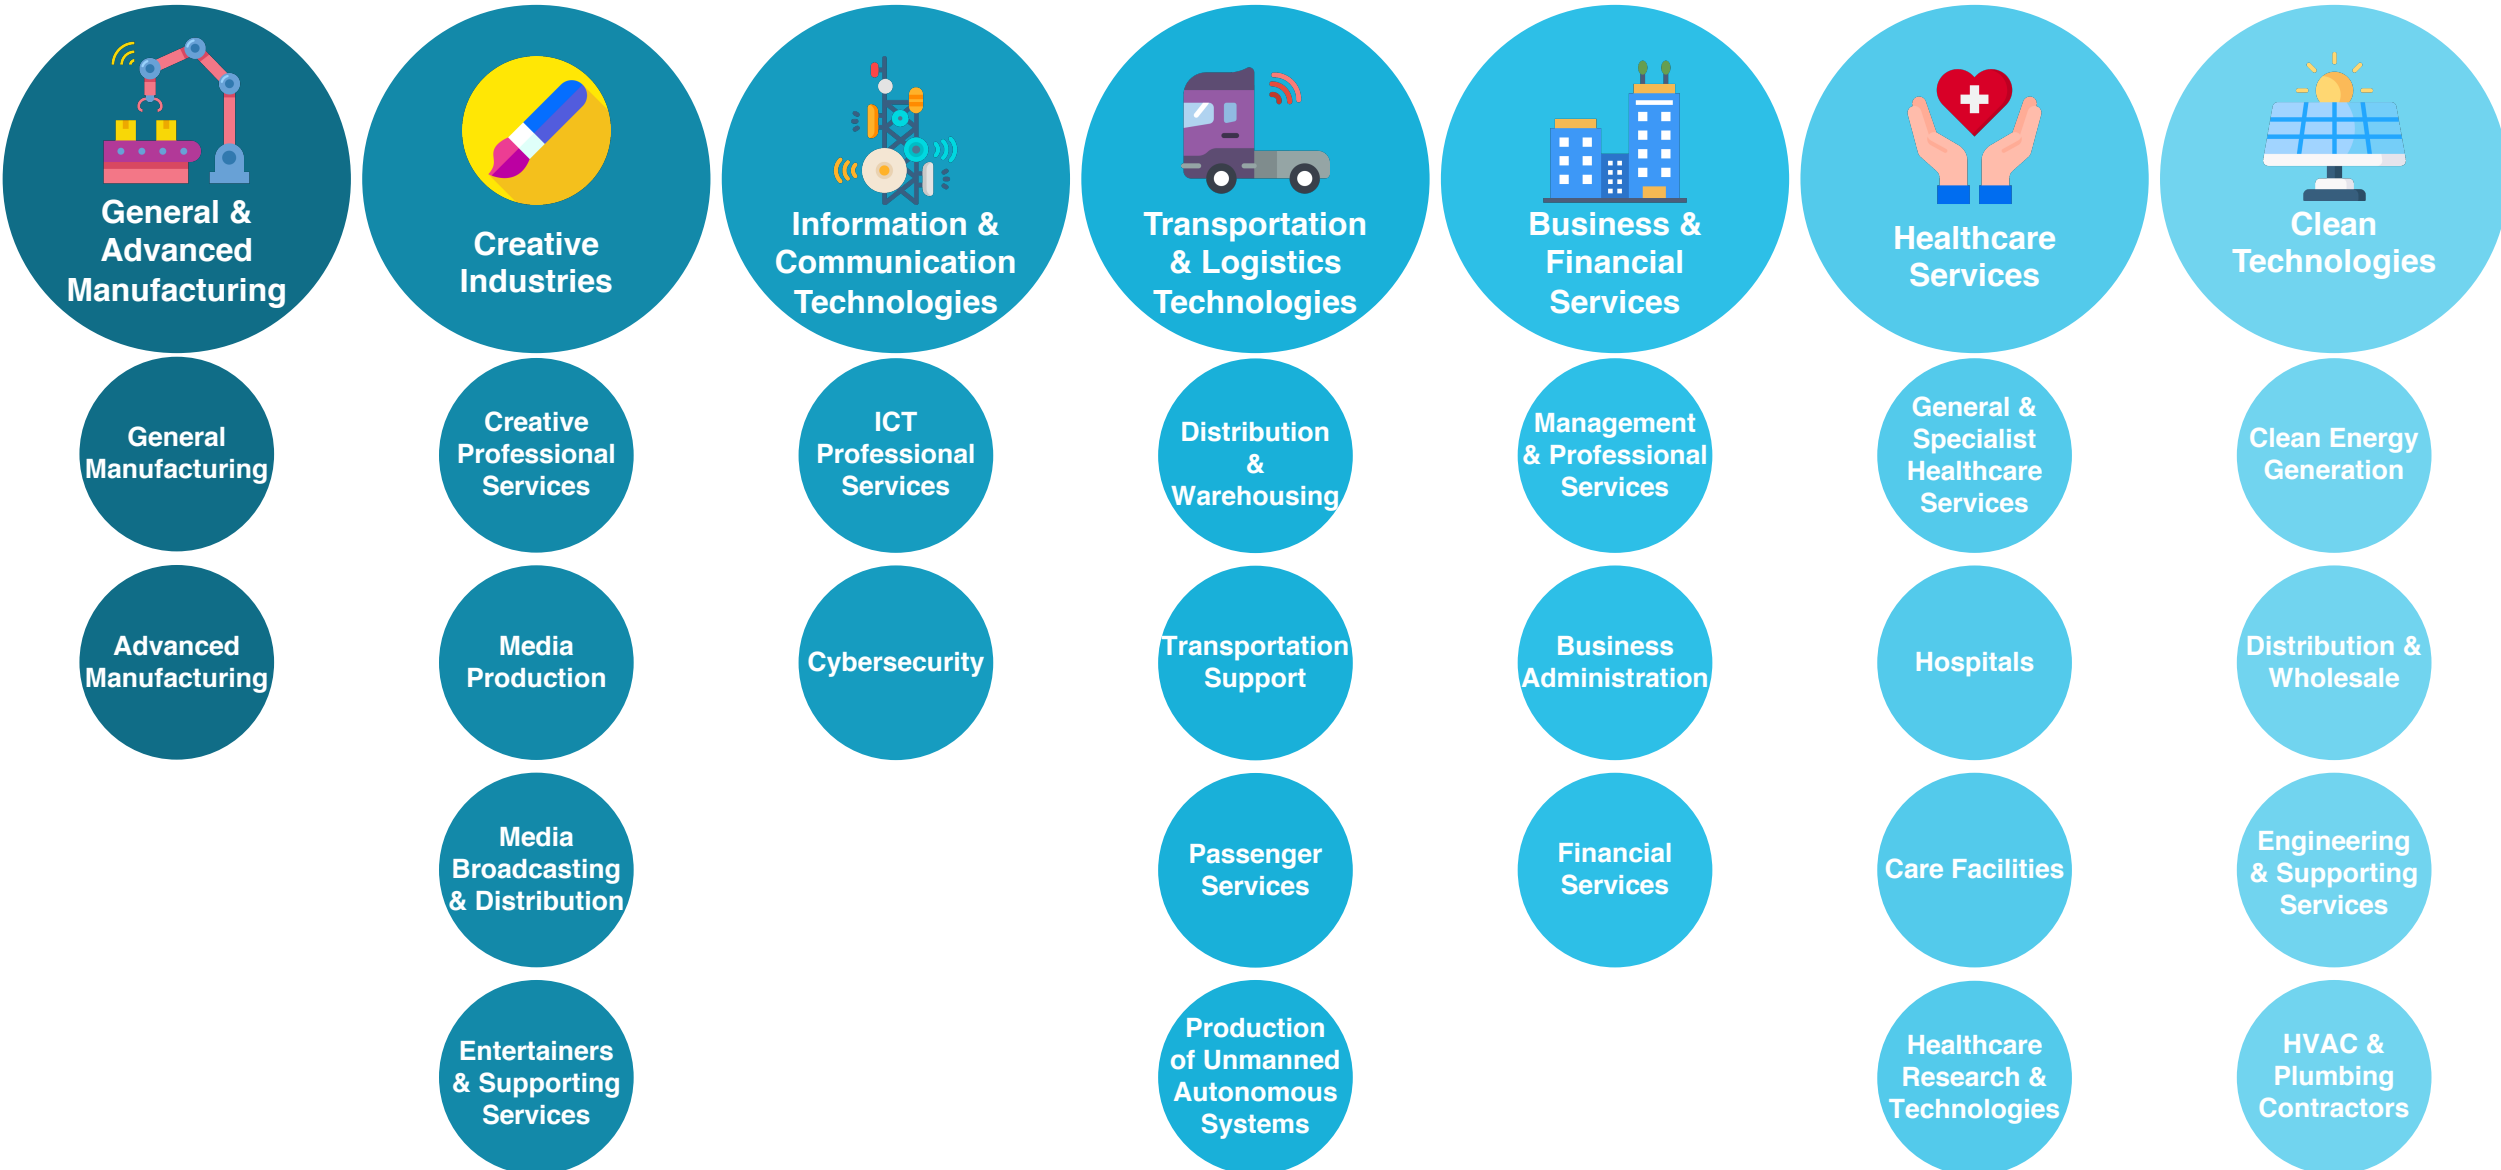 General &
Advanced
Manufacturing
General
Manufacturing
Advanced
Manufacturing
Creative
Industries
Creative
Professional
Services
Media
Production
Media
Broadcasting
& Distribution
Entertainers
& Supporting
Services
Information &
Communication
Technologies
ICT
Professional
Services
Cybersecurity
Transportation
& Logistics
Technologies
Distribution
&
Warehousing
Transportation
Support
Passenger
Services
Production
of Unmanned
Autonomous
Systems
Business &
Financial
Services
Management
& Professional
Services
Business
Administration
Financial
Services
Healthcare
Services
General &
Specialist
Healthcare
Services
Hospitals
Care Facilities
Healthcare
Research &
Technologies
Clean
Technologies
Clean Energy
Generation
Distribution &
Wholesale
Engineering
& Supporting
Services
HVAC &
Plumbing
Contractors